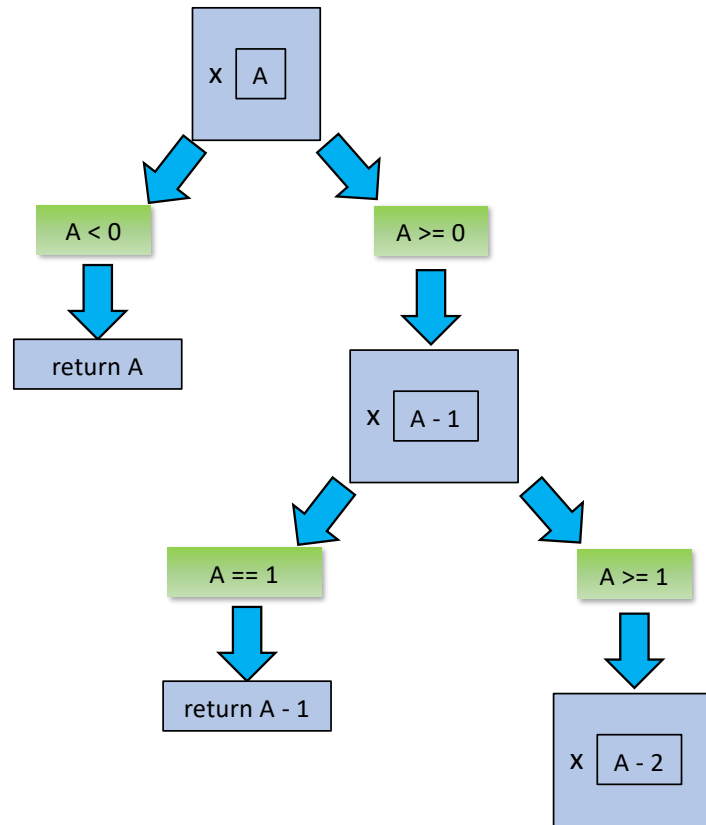 x A
A < 0
A >= 0
return A
x A - 1
A == 1
A >= 1
return A - 1
x A - 2